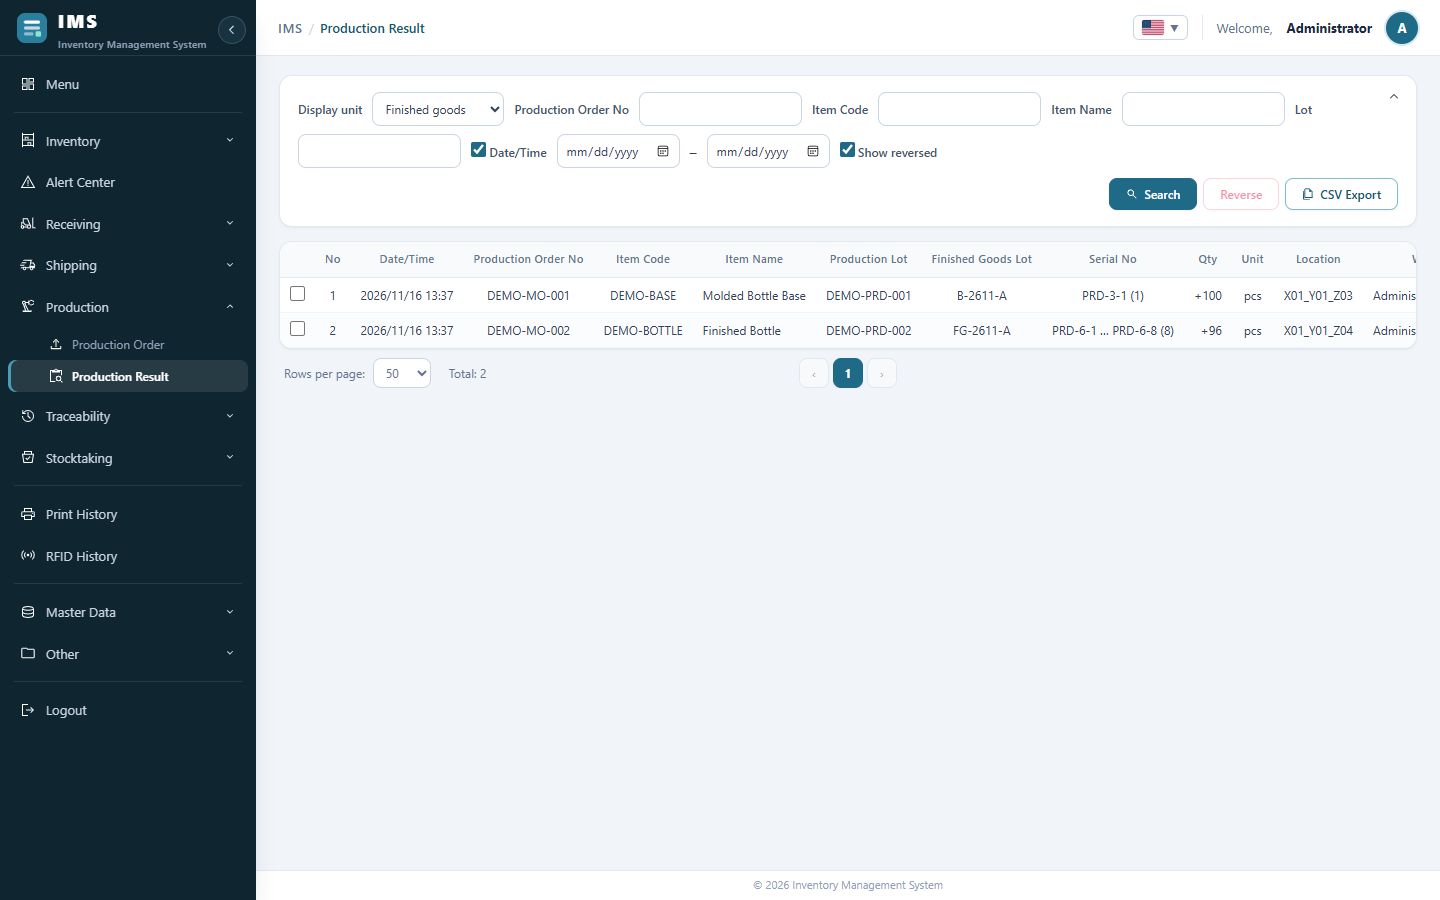 IMS
Inventory Management System
IMS / Production Result
Welcome, Administrator
A
Menu
Inventory
Alert Center
Receiving
Shipping
Production
Production Order
Production Result
Traceability
Stocktaking
Print History
RFID History
Master Data
Other
Logout
Display unit Finished goods Production Order No Item Code Item Name Lot
Date/Time mm/dd/yyyy – mm/dd/yyyy Show reversed
Search Reverse CSV Export
No Date/Time Production Order No Item Code Item Name Production Lot Finished Goods Lot Serial No Qty Unit Location
1 2026/11/16 13:37 DEMO-MO-001 DEMO-BASE Molded Bottle Base DEMO-PRD-001 B-2611-A PRD-3-1 (1) +100 pcs X01_Y01_Z03 Adminis
2 2026/11/16 13:37 DEMO-MO-002 DEMO-BOTTLE Finished Bottle DEMO-PRD-002 FG-2611-A PRD-6-1 ... PRD-6-8 (8) +96 pcs X01_Y01_Z04 Adminis
Rows per page: 50 Total: 2 ‹ 1 ›
© 2026 Inventory Management System